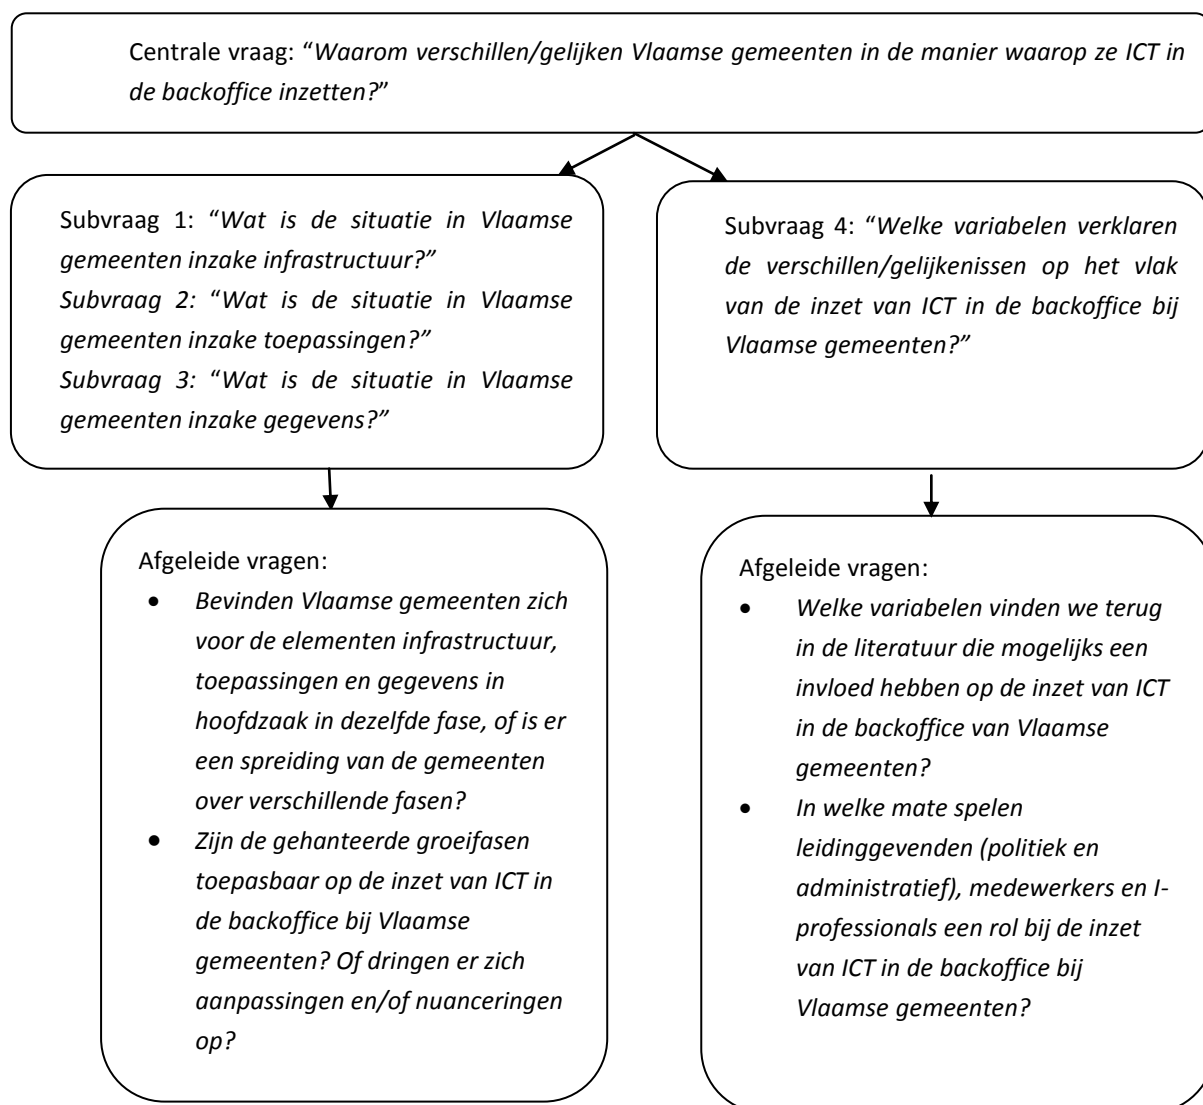 Centrale vraag: “Waarom verschillen/gelijken Vlaamse gemeenten in de manier waarop ze ICT in
de backoffice inzetten?”
Subvraag 1: “Wat is de situatie in Vlaamse
gemeenten inzake infrastructuur?”
Subvraag 2: “Wat is de situatie in Vlaamse
gemeenten inzake toepassingen?”
Subvraag 3: “Wat is de situatie in Vlaamse
gemeenten inzake gegevens?”
Subvraag 4: “Welke variabelen verklaren
de verschillen/gelijkenissen op het vlak
van de inzet van ICT in de backoffice bij
Vlaamse gemeenten?”
Afgeleide vragen:
• Bevinden Vlaamse gemeenten zich
voor de elementen infrastructuur,
toepassingen en gegevens in
hoofdzaak in dezelfde fase, of is er
een spreiding van de gemeenten
over verschillende fasen?
• Zijn de gehanteerde groeifasen
toepasbaar op de inzet van ICT in
de backoffice bij Vlaamse
gemeenten? Of dringen er zich
aanpassingen en/of nuanceringen
op?
Afgeleide vragen:
• Welke variabelen vinden we terug
in de literatuur die mogelijks een
invloed hebben op de inzet van ICT
in de backoffice van Vlaamse
gemeenten?
• In welke mate spelen
leidinggevenden (politiek en
administratief), medewerkers en I-
professionals een rol bij de inzet
van ICT in de backoffice bij
Vlaamse gemeenten?